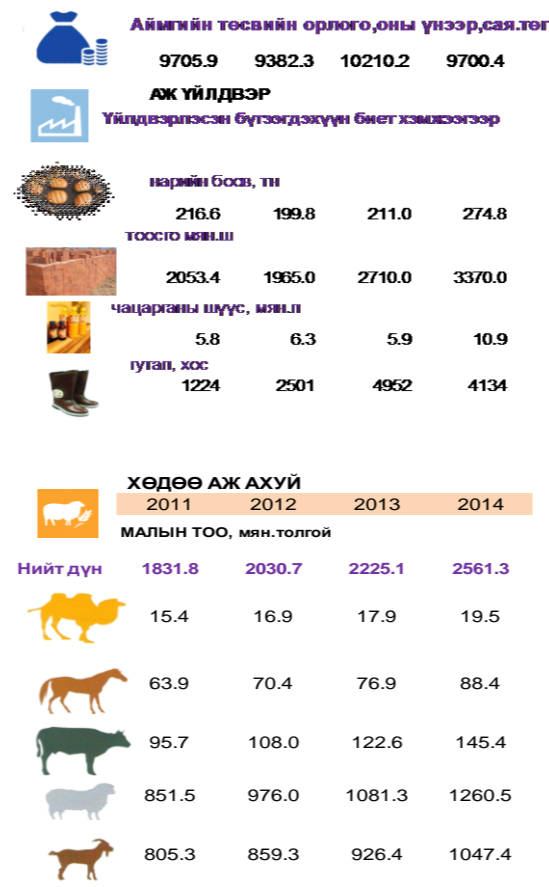 Аймгийн төсвийн орлого,оны үнээр,сая.төг
9705.9 9382.3 10210.2 9700.4
АЖ ҮЙЛДВЭР
Үйлдвэрлэсэн бүтээгдэхүүн биет хэмжээгээр
нарийн боов, тн
216.6 199.8 211.0 274.8
тоосго мян.ш
2053.4 1965.0 2710.0 3370.0
чацарганы шүүс, мян.л
5.8 6.3 5.9 10.9
гутал, хос
1224 2501 4952 4134
ХӨДӨӨ АЖ АХУЙ
2011 2012 2013 2014
МАЛЫН ТОО, мян.толгой
Нийт дүн 1831.8 2030.7 2225.1 2561.3
15.4 16.9 17.9 19.5
63.9 70.4 76.9 88.4
95.7 108.0 122.6 145.4
851.5 976.0 1081.3 1260.5
805.3 859.3 926.4 1047.4